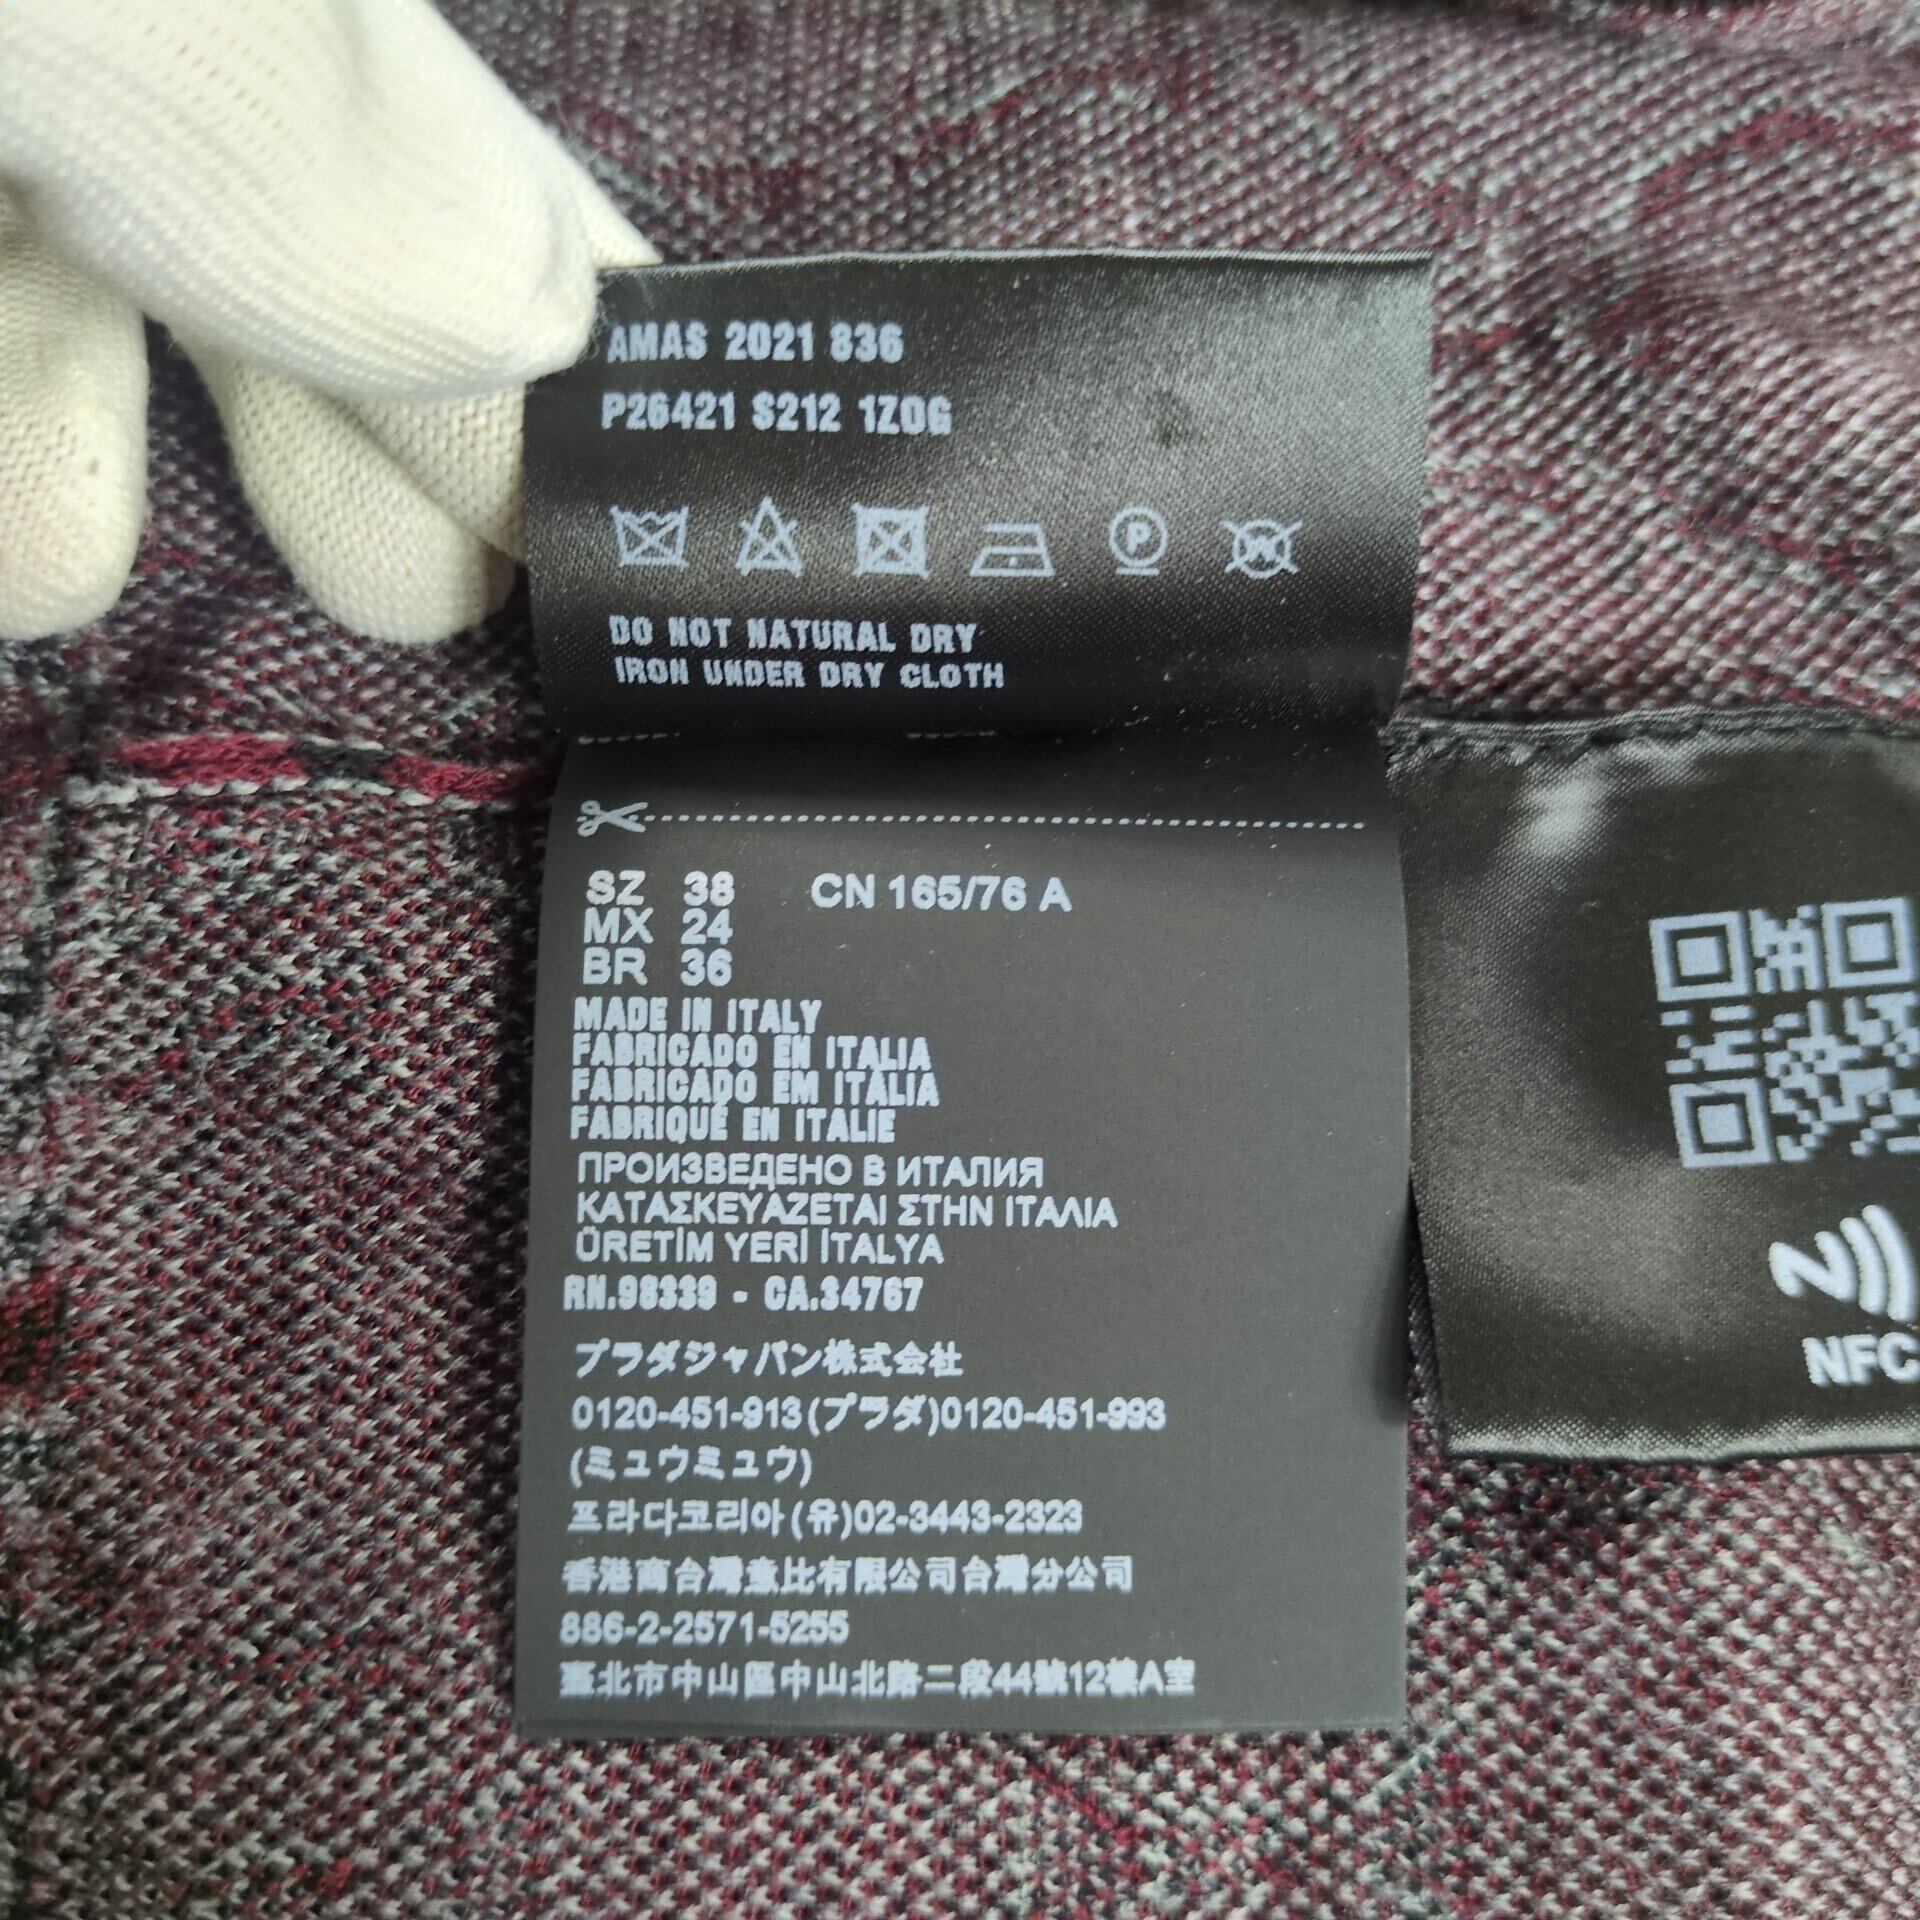 AMAS 2021 836
P26421 S212 1Z0G
P
W
DO NOT NATURAL DRY
IRON UNDER DRY CLOTH
SZ 38 CN 165/76 A
MX 24
BR 36
MADE IN ITALY
FABRICADO EN ITALIA
FABRICADO EM ITÁLIA
FABRIQUÉ EN ITALIE
ПРОИЗВЕДЕНО В ИТАЛИЯ
ΚΑΤΑΣΚΕΥΑΖΕΤΑΙ ΣΤΗΝ ΙΤΑΛΙΑ
ÜRETİM YERİ İTALYA
RN.98339 - CA.34767
プラダジャパン株式会社
0120-451-913(プラダ)0120-451-993
(ミュウミュウ)
프라다코리아(유)02-3443-2323
香港商台灣彙比有限公司台灣分公司
886-2-2571-5255
臺北市中山區中山北路二段44號12樓A室
NFC